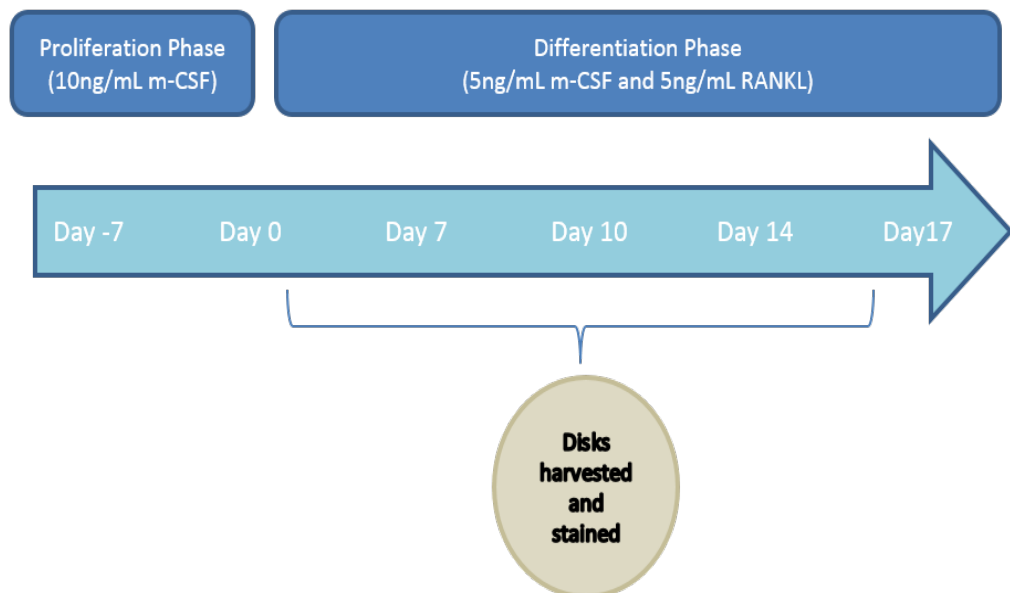 Proliferation Phase
(10ng/mL m-CSF)
Differentiation Phase
(5ng/mL m-CSF and 5ng/mL RANKL)
Day -7 Day 0 Day 7 Day 10 Day 14 Day17
Disks
harvested
and
stained